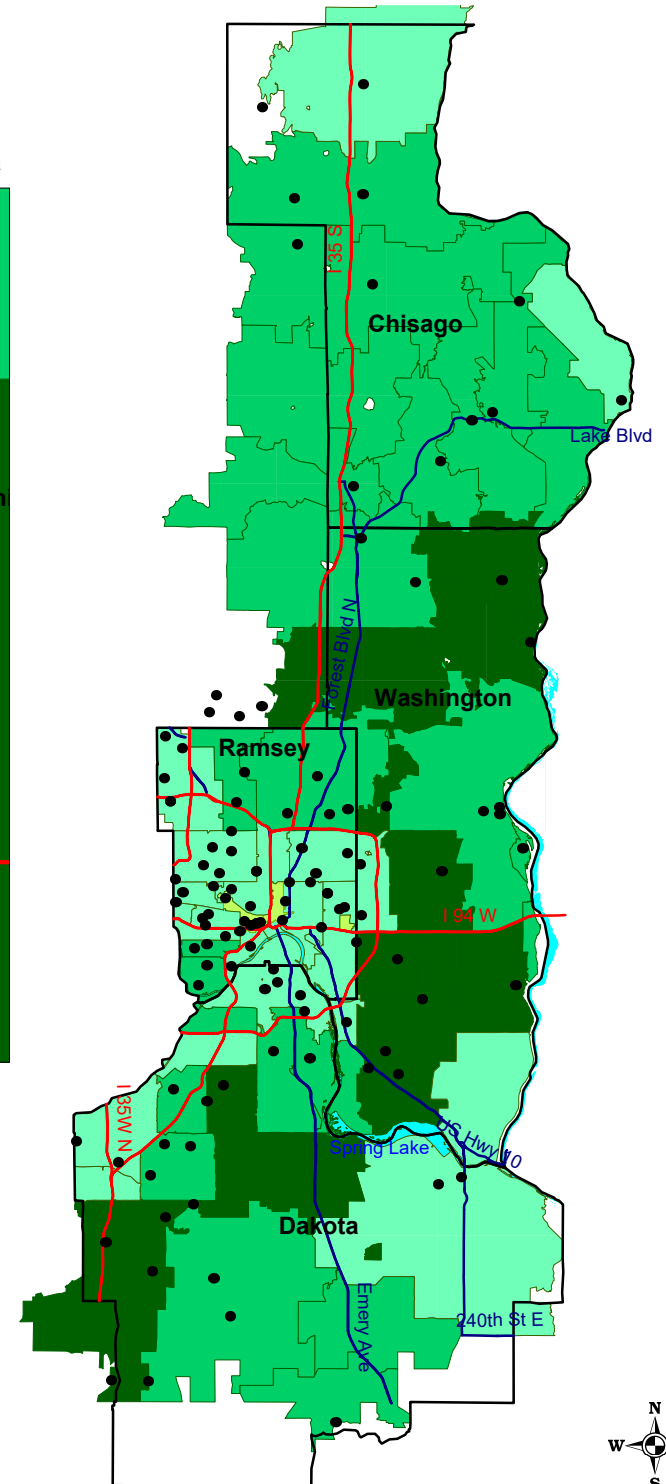 I 35 S
Chisago
Lake Blvd
Forest Blvd N
Washington
Ramsey
I 94 W
I 35W N
US Hwy 10
Spring Lake
Dakota
Emery Ave
240th St E
N
W
S